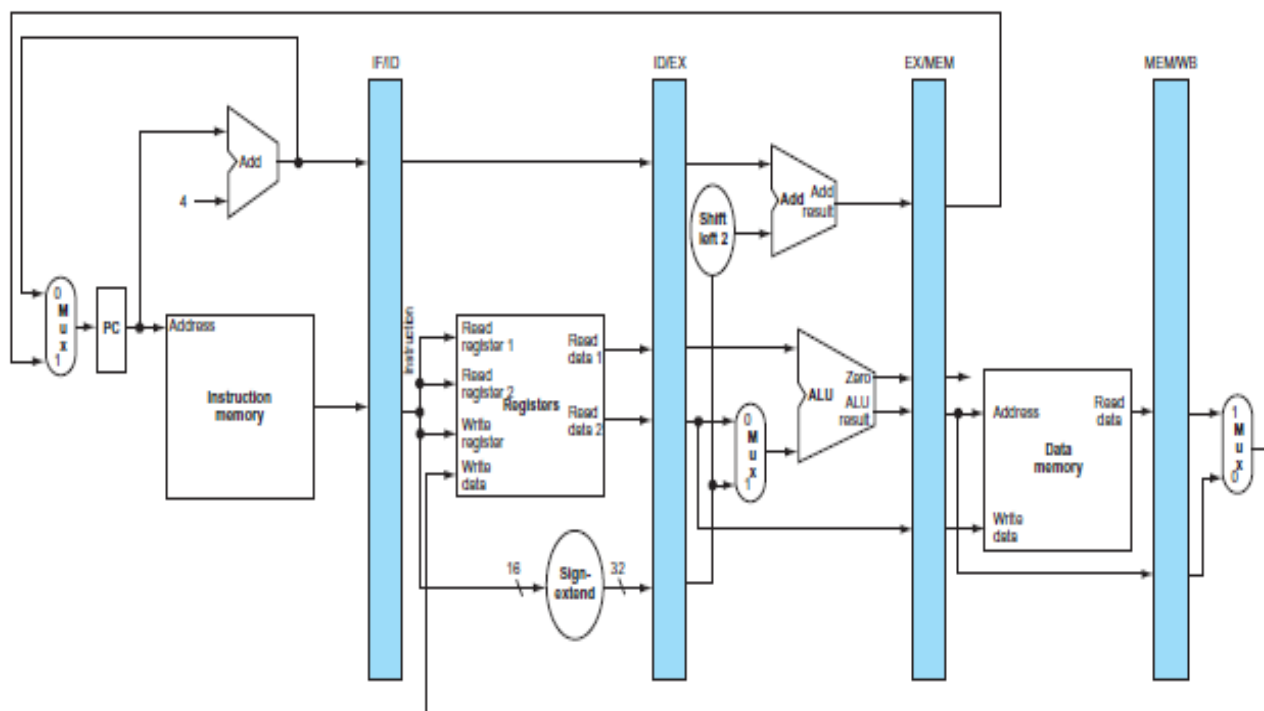 IF/ID
ID/EX
EX/MEM
MEM/WB
Add
4
Shift
left 2
Add
Add
result
0
M
u
x
1
PC
Address
Instruction
memory
Instruction
Read
register 1
Read
register 2
Write
register
Write
data
Registers
Read
data 1
Read
data 2
0
M
u
x
1
Zero
ALU
ALU
result
Address
Read
data
Data
memory
Write
data
1
M
u
x
0
16
Sign-
extend
32